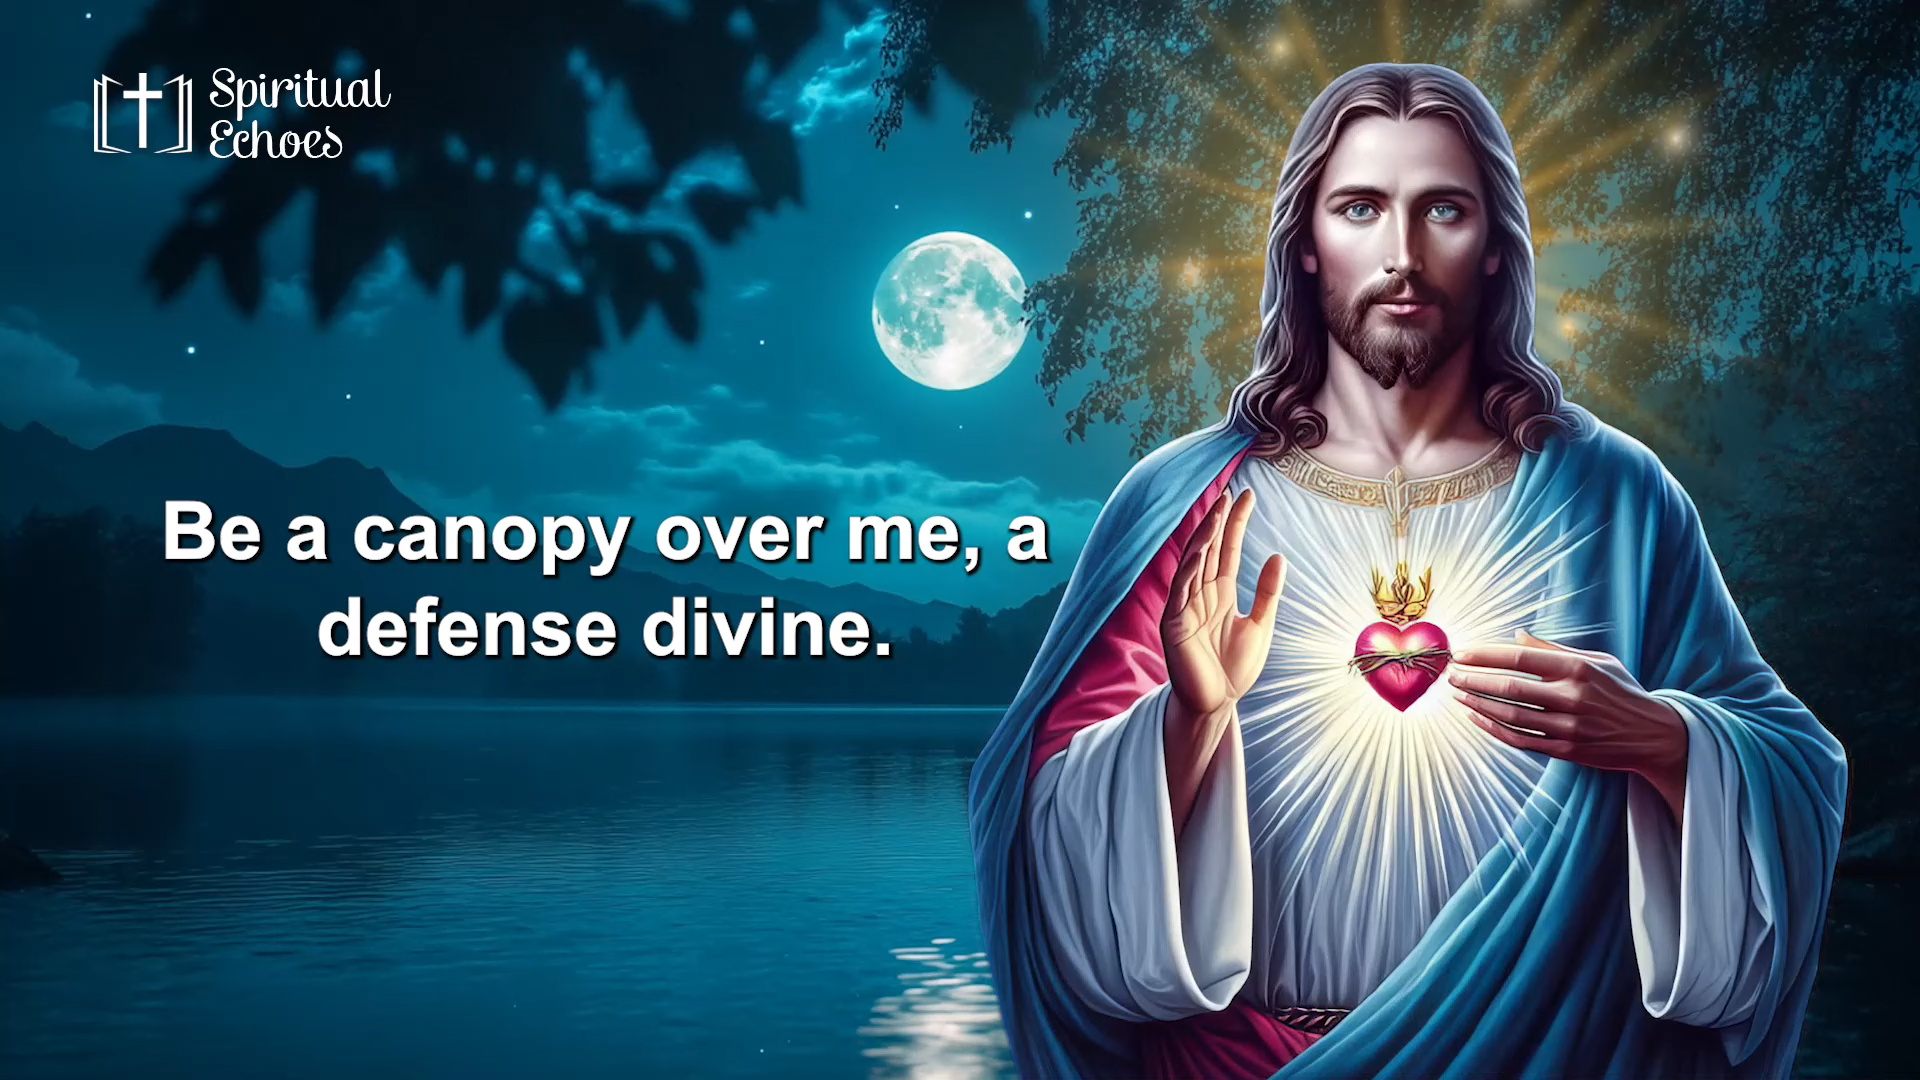 Spiritual
Echoes
Be a canopy over me, a
defense divine.